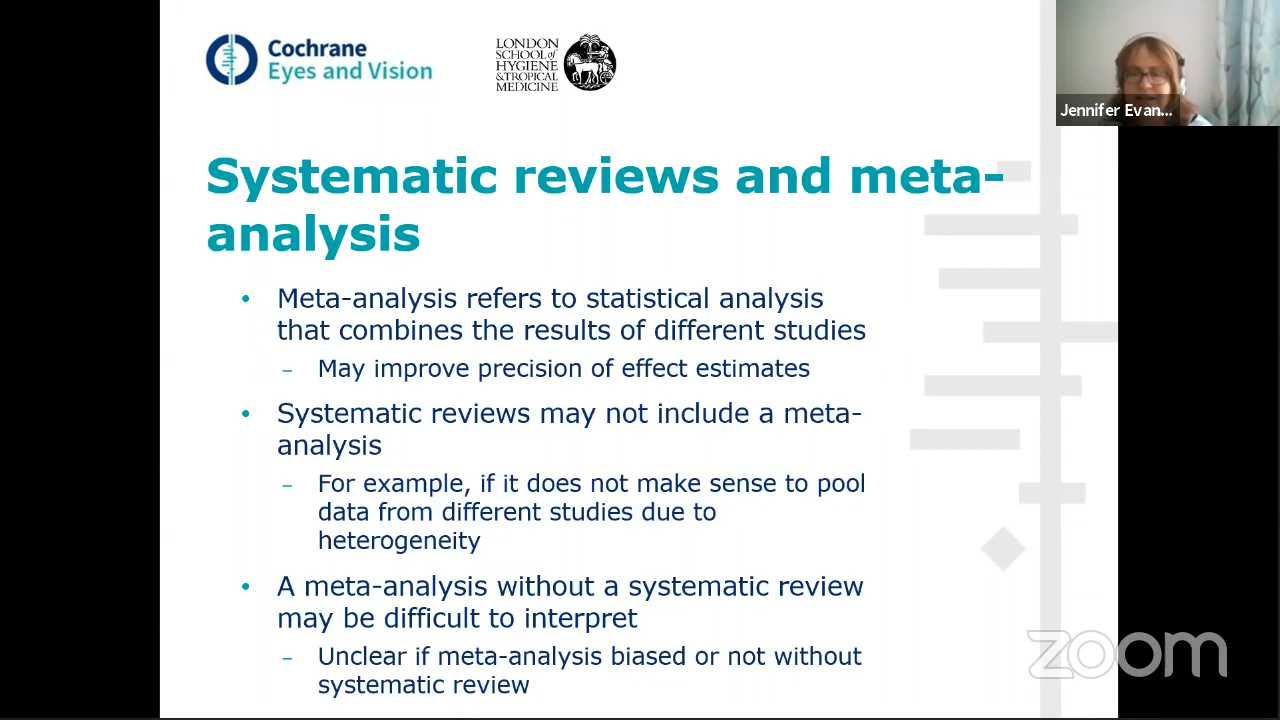 Cochrane
Eyes and Vision
LONDON
SCHOOL of
HYGIENE
& TROPICAL
MEDICINE
Jennifer Evan...
Systematic reviews and meta-
analysis
• Meta-analysis refers to statistical analysis
that combines the results of different studies
– May improve precision of effect estimates
• Systematic reviews may not include a meta-
analysis
– For example, if it does not make sense to pool
data from different studies due to
heterogeneity
• A meta-analysis without a systematic review
may be difficult to interpret
– Unclear if meta-analysis biased or not without
systematic review
zoom